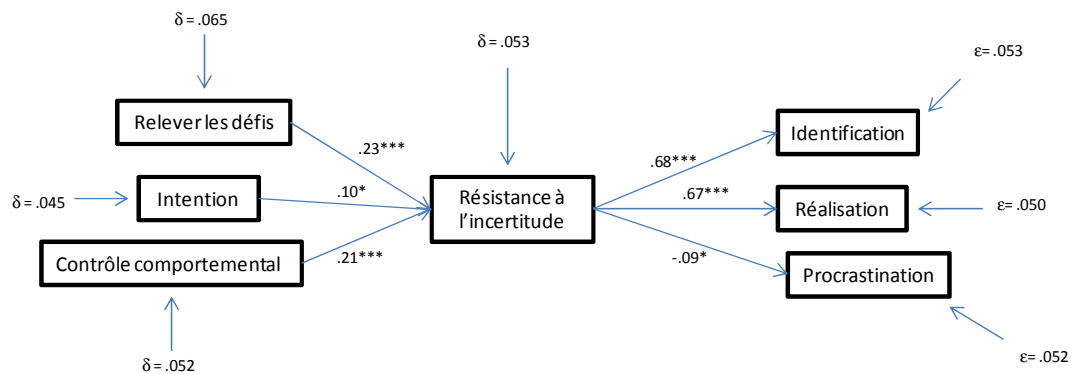 δ = .065
δ = .053
ε= .053
Relever les défis
Identification
.23***
.68***
δ = .045
Intention
.10*
Résistance à
l'incertitude
.67***
Réalisation
ε= .050
Contrôle comportemental
.21***
-.09*
Procrastination
δ = .052
ε= .052